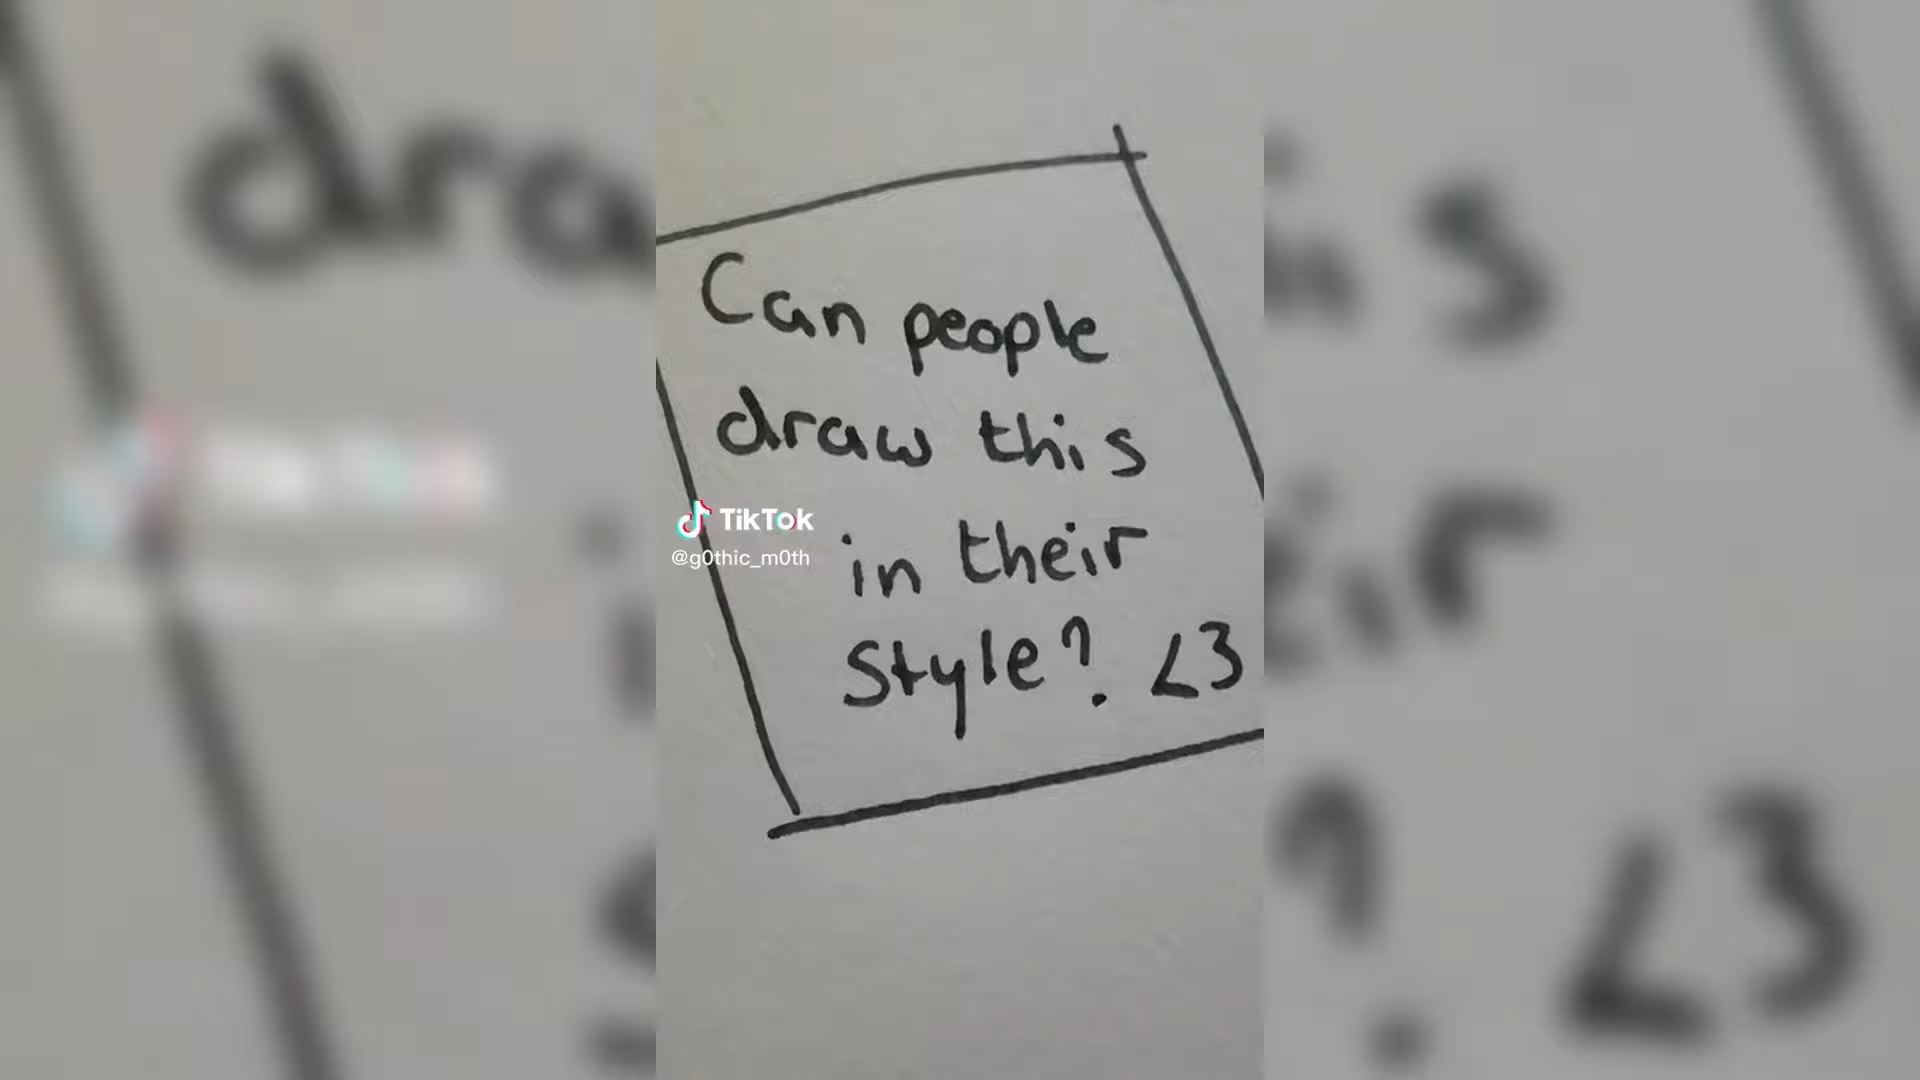 Can people
draw this
in their
Style? <3
TikTok
@g0thic_m0th